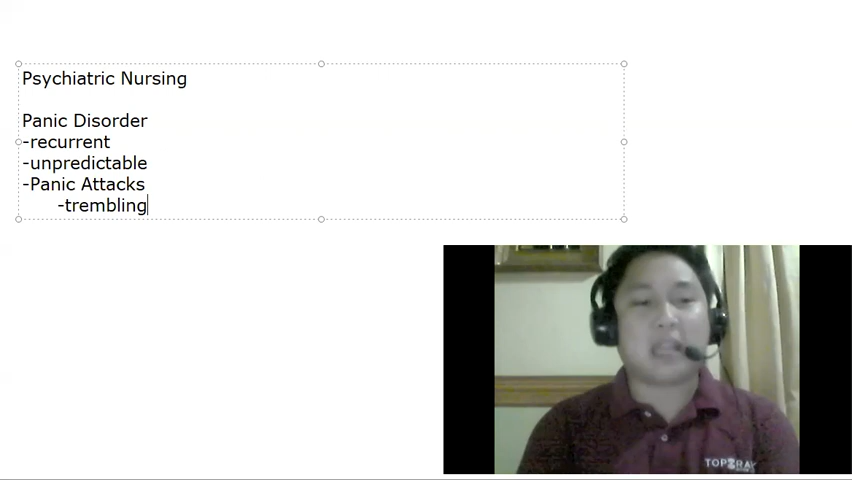 Psychiatric Nursing
Panic Disorder
-recurrent
-unpredictable
-Panic Attacks
-trembling